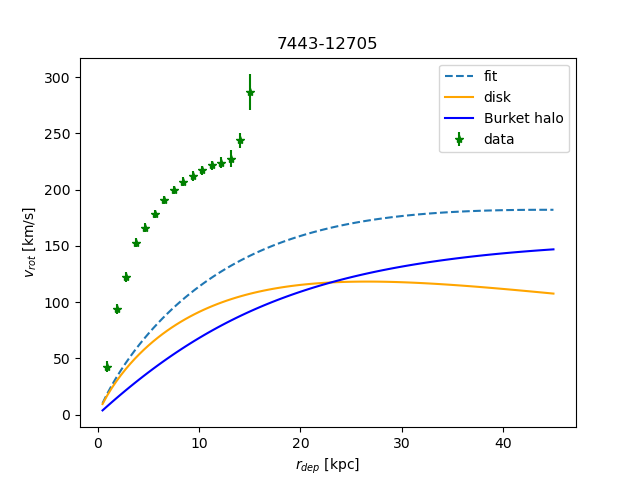 7443-12705
300
250
200
150
100
50
0
v_rot [km/s]
fit
disk
Burket halo
data
0 10 20 30 40
r_dep [kpc]